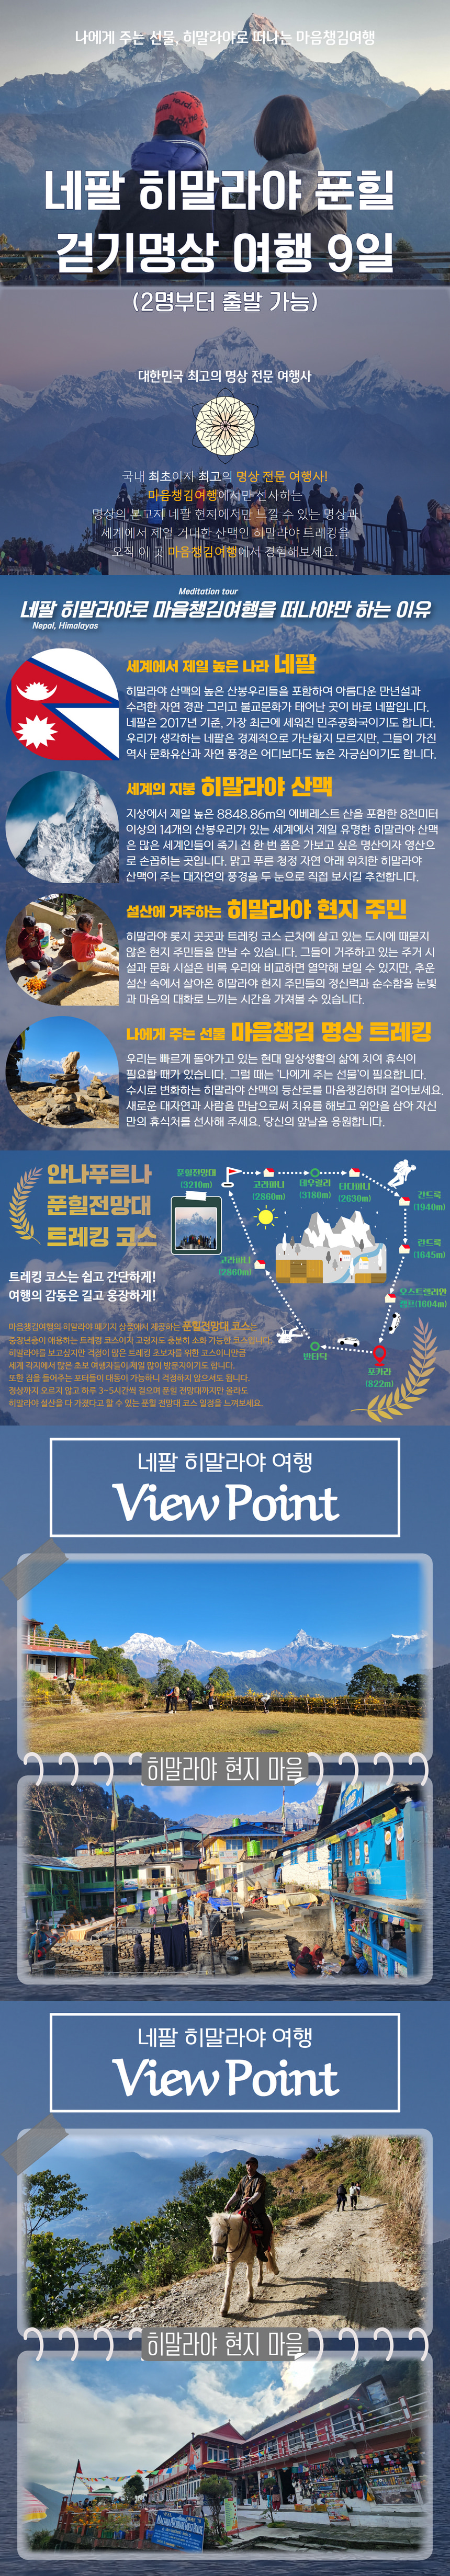 나에게 주는 선물, 히말라야로 떠나는 마음챙김여행
네팔 히말라야 푼힐
걷기명상 여행 9일
(2명부터 출발 가능)
대한민국 최고의 명상 전문 여행사
국내 최초이자 최고의 명상 전문 여행사!
마음챙김여행에서만 선사하는
명상의 본고지 네팔 현지에서만 느낄 수 있는 명상과
세계에서 제일 거대한 산맥인 히말라야 트레킹을
오직 이 곳 마음챙김여행에서 경험해보세요.
Meditation tour
네팔 히말라야로 마음챙김여행을 떠나야만 하는 이유
Nepal, Himalayas
세계에서 제일 높은 나라 네팔
히말라야 산맥의 높은 산봉우리들을 포함하여 아름다운 만년설과
수려한 자연 경관 그리고 불교문화가 태어난 곳이 바로 네팔입니다.
네팔은 2017년 기준, 가장 최근에 세워진 민주공화국이기도 합니다.
우리가 생각하는 네팔은 경제적으로 가난할지 모르지만, 그들이 가진
역사 문화유산과 자연 풍경은 어디보다도 높은 자긍심이기도 합니다.
세계의 지붕 히말라야 산맥
지상에서 제일 높은 8848.86m의 에베레스트 산을 포함한 8천미터
이상의 14개의 산봉우리가 있는 세계에서 제일 유명한 히말라야 산맥
은 많은 세계인들이 죽기 전 한 번 쯤은 가보고 싶은 명산이자 영산으
로 손꼽히는 곳입니다. 맑고 푸른 청정 자연 아래 위치한 히말라야
산맥이 주는 대자연의 풍경을 두 눈으로 직접 보시길 추천합니다.
설산에 거주하는 히말라야 현지 주민
히말라야 롯지 곳곳과 트레킹 코스 근처에 살고 있는 도시에 때묻지
않은 현지 주민들을 만날 수 있습니다. 그들이 거주하고 있는 주거 시
설과 문화 시설은 비록 우리와 비교하면 열악해 보일 수 있지만, 추운
설산 속에서 살아온 히말라야 현지 주민들의 정신력과 순수함을 눈빛
과 마음의 대화로 느끼는 시간을 가져볼 수 있습니다.
나에게 주는 선물 마음챙김 명상 트레킹
우리는 빠르게 돌아가고 있는 현대 일상생활의 삶에 치여 휴식이
필요할 때가 있습니다. 그럴 때는 '나에게 주는 선물'이 필요합니다.
수시로 변화하는 히말라야 산맥의 등산로를 마음챙김하며 걸어보세요.
새로운 대자연과 사람을 만남으로써 치유를 해보고 위안을 삼아 자신
만의 휴식처를 선사해 주세요. 당신의 앞날을 응원합니다.
안나푸르나
푼힐전망대
트레킹 코스
트레킹 코스는 쉽고 간단하게!
여행의 감동은 길고 웅장하게!
마음챙김여행의 히말라야 패키지 상품에서 제공하는 푼힐전망대 코스는
중장년층이 애용하는 트레킹 코스이자 고령자도 충분히 소화 가능한 코스입니다.
히말라야를 보고싶지만 걱정이 많은 트레킹 초보자를 위한 코스이니만큼
세계 각지에서 많은 초보 여행자들이 제일 많이 방문지이기도 합니다.
또한 짐을 들어주는 포터들이 대동이 가능하니 걱정하지 않으셔도 됩니다.
정상까지 오르지 않고 하루 3~5시간씩 걸으며 푼힐 전망대까지만 올라도
히말라야 설산을 다 가졌다고 할 수 있는 푼힐 전망대 코스 일정을 느껴보세요.
푼힐전망대
(3210m)
고라파니
(2860m)
데우랄리
(3180m)
타다파니
(2630m)
간드룩
(1940m)
란드룩
(1645m)
오스트렐리안
캠프(1604m)
포카라
(822m)
반타닥
고라파니
(2860m)
네팔 히말라야 여행
View Point
히말라야 현지 마을
네팔 히말라야 여행
View Point
히말라야 현지 마을